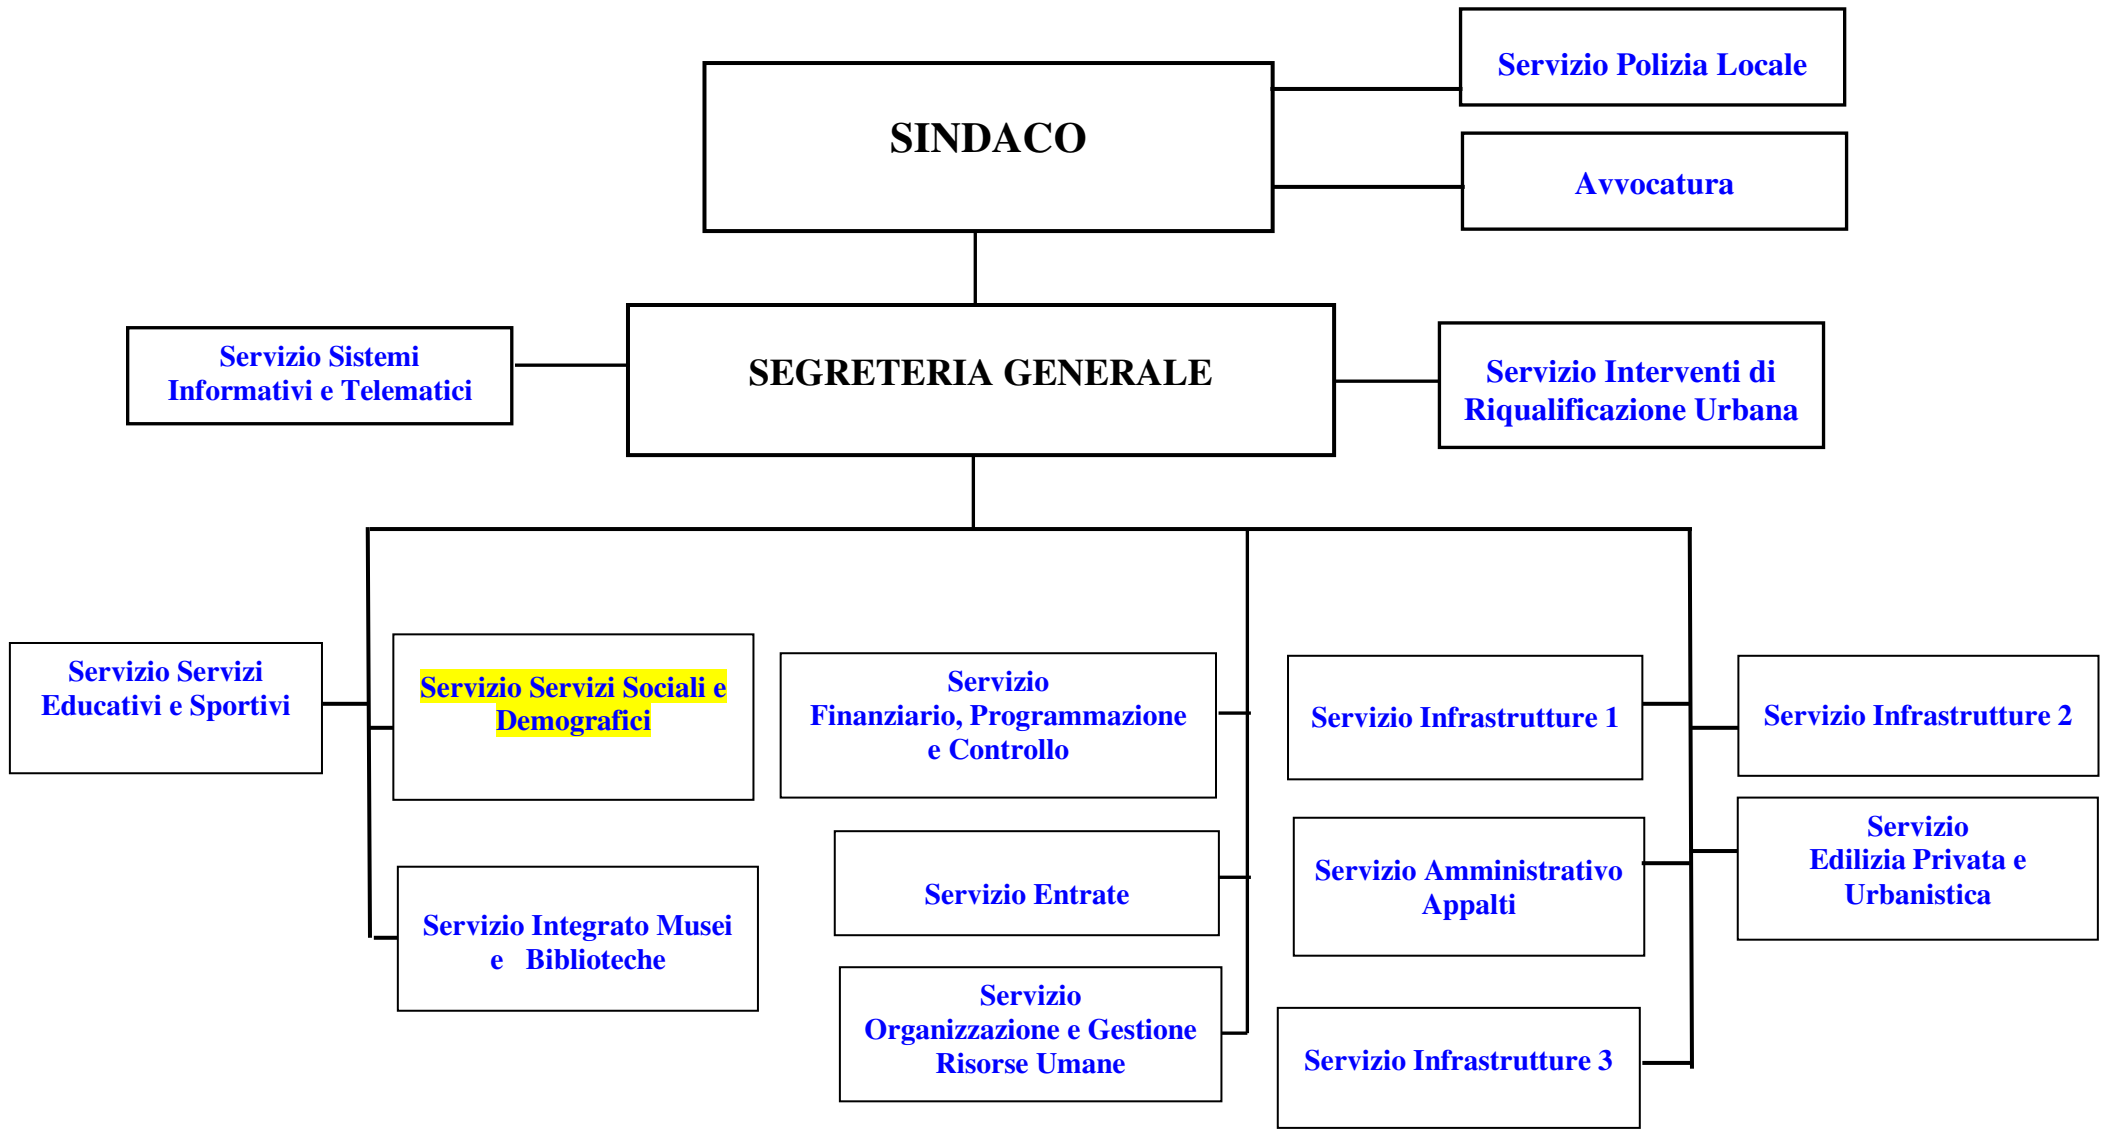 Servizio Polizia Locale
SINDACO
Avvocatura
Servizio Sistemi
Informativi e Telematici
SEGRETERIA GENERALE
Servizio Interventi di
Riqualificazione Urbana
Servizio Servizi
Educativi e Sportivi
Servizio Servizi Sociali e
Demografici
Servizio
Finanziario, Programmazione
e Controllo
Servizio Infrastrutture 1
Servizio Infrastrutture 2
Servizio Integrato Musei
e Biblioteche
Servizio Entrate
Servizio Amministrativo
Appalti
Servizio
Edilizia Privata e
Urbanistica
Servizio
Organizzazione e Gestione
Risorse Umane
Servizio Infrastrutture 3